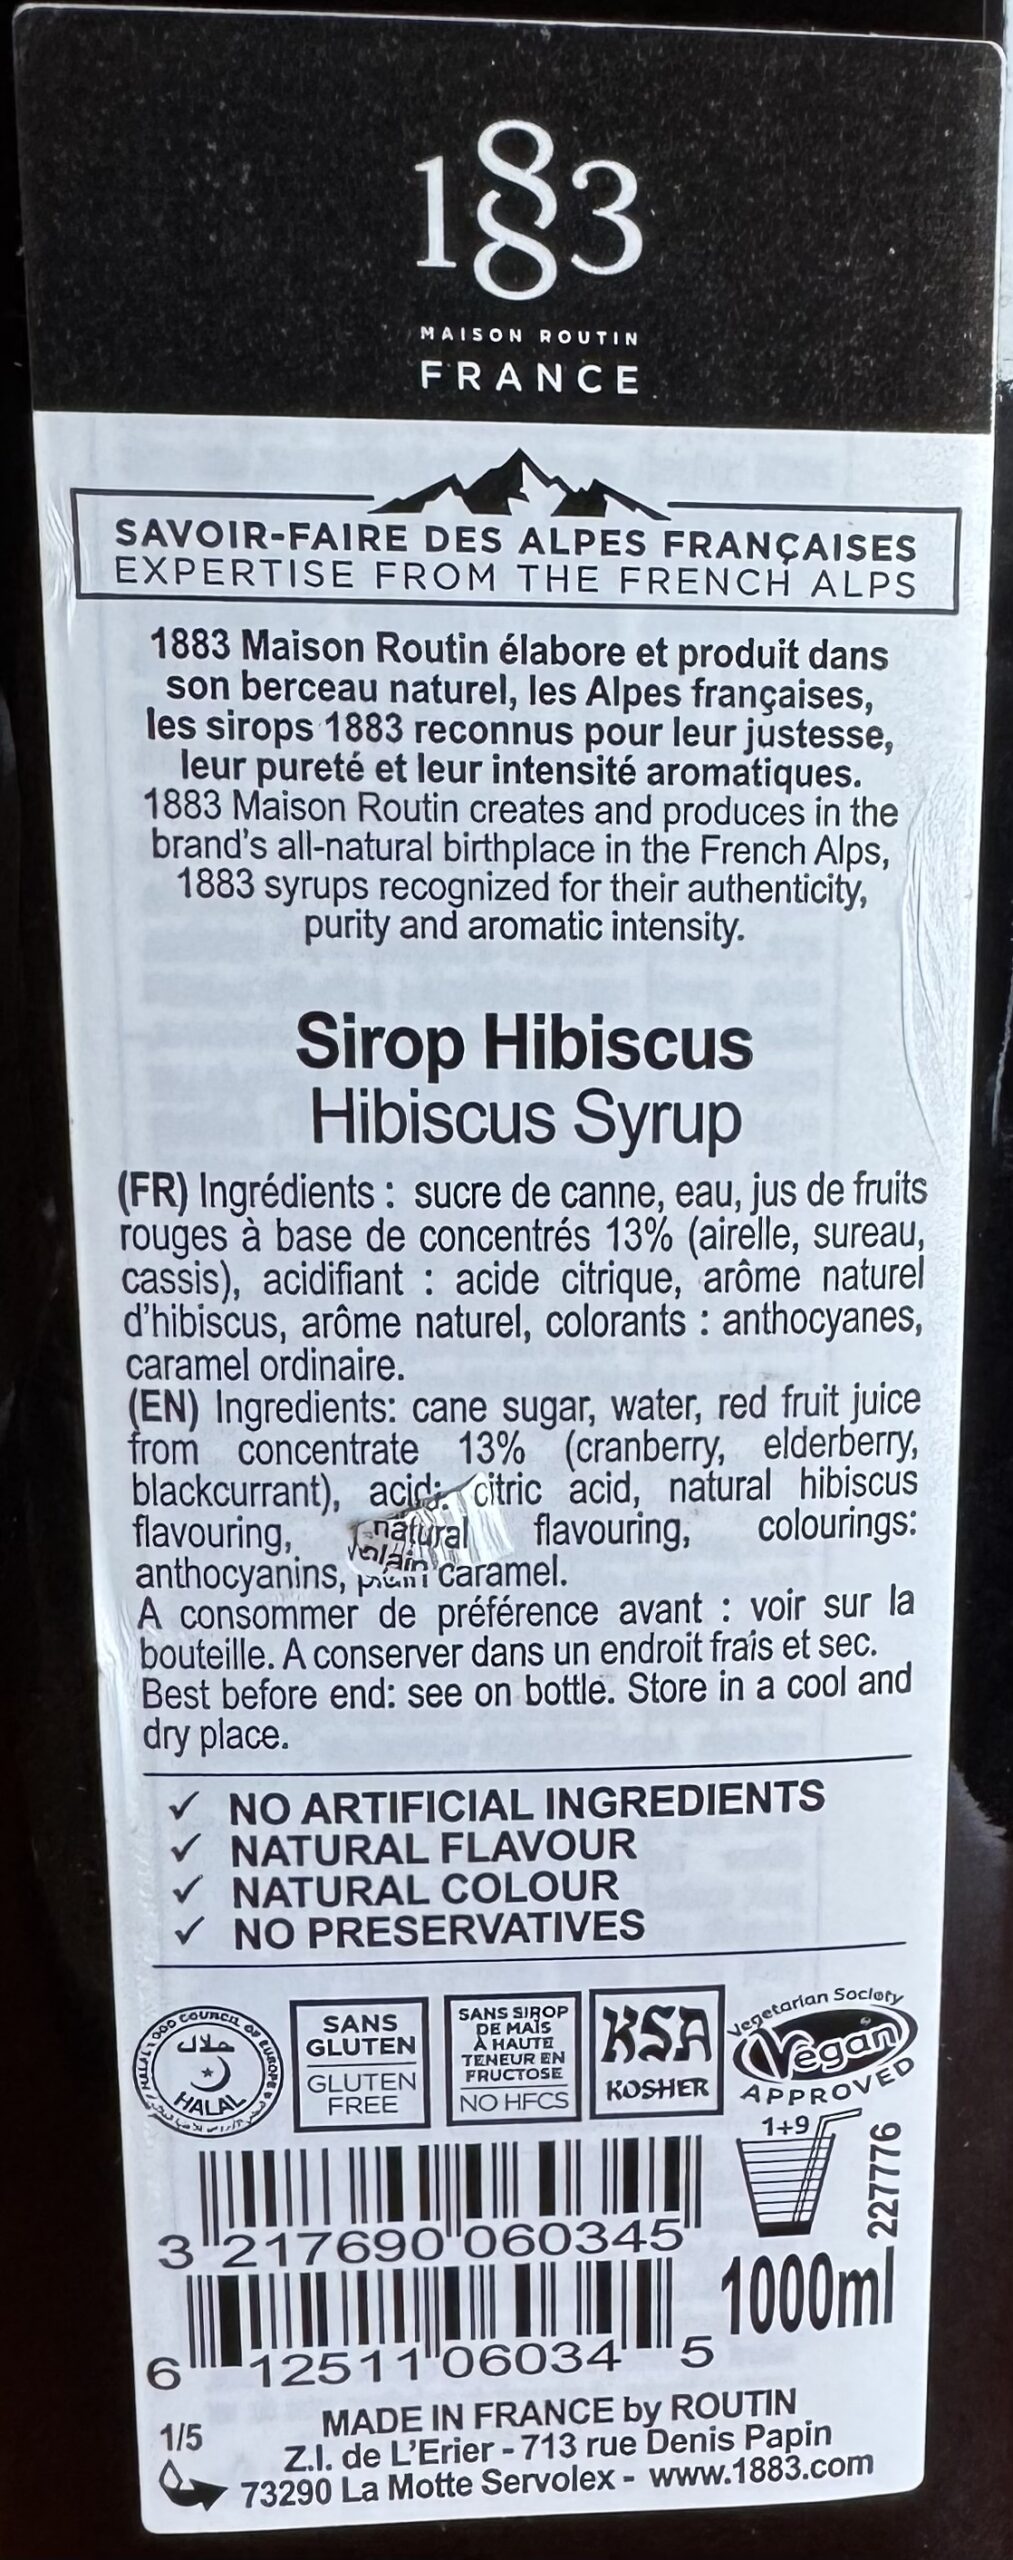 1883
MAISON ROUTIN
FRANCE
SAVOIR-FAIRE DES ALPES FRANÇAISES
EXPERTISE FROM THE FRENCH ALPS
1883 Maison Routin élabore et produit dans
son berceau naturel, les Alpes françaises,
les sirops 1883 reconnus pour leur justesse,
leur pureté et leur intensité aromatiques.
1883 Maison Routin creates and produces in the
brand's all-natural birthplace in the French Alps,
1883 syrups recognized for their authenticity,
purity and aromatic intensity.
Sirop Hibiscus
Hibiscus Syrup
(FR) Ingrédients : sucre de canne, eau, jus de fruits
rouges à base de concentrés 13% (airelle, sureau,
cassis), acidifiant : acide citrique, arôme naturel
d'hibiscus, arôme naturel, colorants : anthocyanes,
caramel ordinaire.
(EN) Ingredients: cane sugar, water, red fruit juice
from concentrate 13% (cranberry, elderberry,
blackcurrant), acid: citric acid, natural hibiscus
flavouring, natural flavouring, colourings:
anthocyanins, plain caramel.
A consommer de préférence avant : voir sur la
bouteille. A conserver dans un endroit frais et sec.
Best before end: see on bottle. Store in a cool and
dry place.
✓ NO ARTIFICIAL INGREDIENTS
✓ NATURAL FLAVOUR
✓ NATURAL COLOUR
✓ NO PRESERVATIVES
COUNCIL OF EUROPE
حلال
HALAL
SANS
GLUTEN
GLUTEN
FREE
SANS SIROP
DE MAÏS
À HAUTE
TENEUR EN
FRUCTOSE
NO HFCS
KSA
KOSHER
Vegetarian Society
Vegan
APPROVED
1+9
227776
3 217690 060345
1000ml
6 12511 06034 5
1/5
MADE IN FRANCE by ROUTIN
Z.I. de L'Erier - 713 rue Denis Papin
73290 La Motte Servolex - www.1883.com